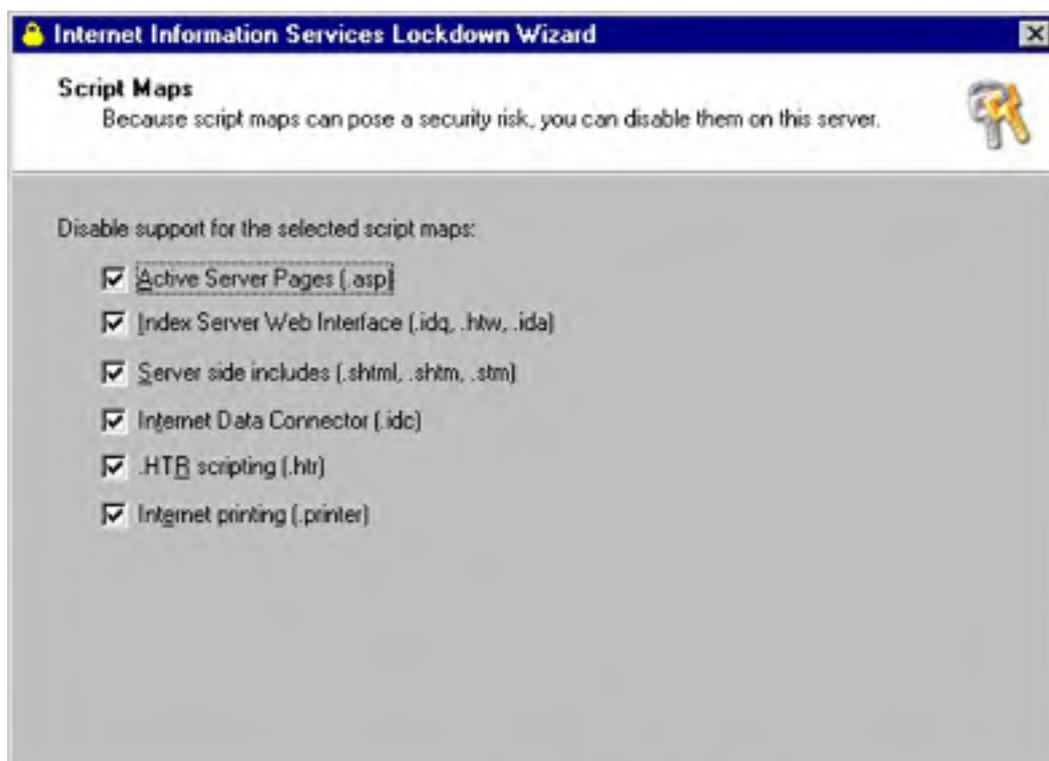 Internet Information Services Lockdown Wizard
Script Maps
Because script maps can pose a security risk, you can disable them on this server.
Disable support for the selected script maps:
Active Server Pages (.asp)
Index Server Web Interface (.idq, .htw, .ida)
Server side includes (.shtml, .shtm, .stm)
Internet Data Connector (.idc)
.HTR scripting (.htr)
Internet printing (.printer)